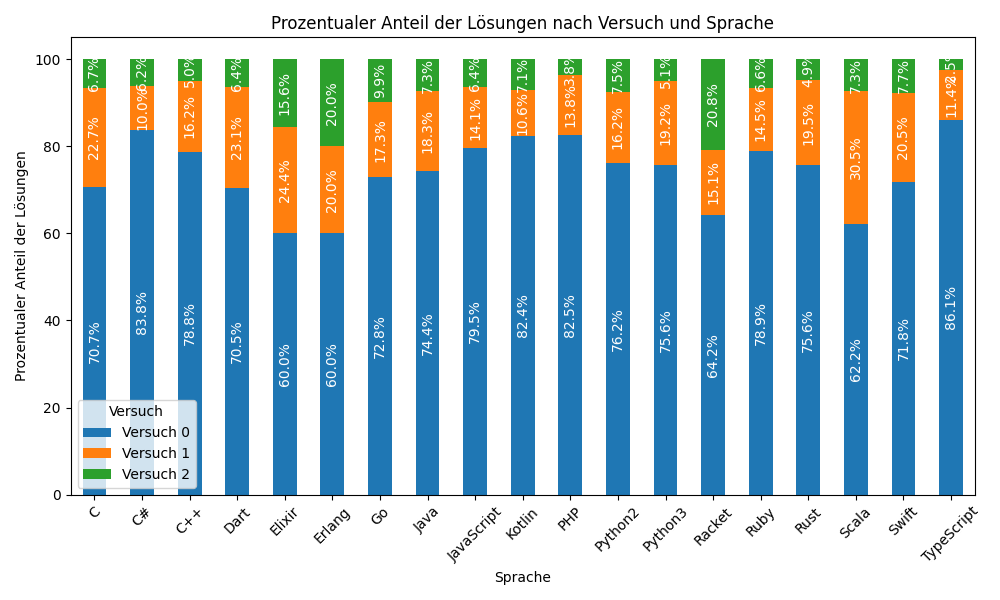 Prozentualer Anteil der Lösungen nach Versuch und Sprache
Prozentualer Anteil der Lösungen
100
80
60
40
20
0
6.7% 6.2% 5.0% 6.4% 15.6% 20.0% 9.9% 7.3% 6.4% 7.1% 3.8% 7.5% 5.1% 20.8% 6.6% 4.9% 7.3% 7.7% 2.5%
22.7% 10.0% 16.2% 23.1% 24.4% 20.0% 17.3% 18.3% 14.1% 10.6% 13.8% 16.2% 19.2% 15.1% 14.5% 19.5% 30.5% 20.5% 11.4%
70.7% 83.8% 78.8% 70.5% 60.0% 60.0% 72.8% 74.4% 79.5% 82.4% 82.5% 76.2% 75.6% 64.2% 78.9% 75.6% 62.2% 71.8% 86.1%
Versuch
Versuch 0
Versuch 1
Versuch 2
C C# C++ Dart Elixir Erlang Go Java JavaScript Kotlin PHP Python2 Python3 Racket Ruby Rust Scala Swift TypeScript
Sprache